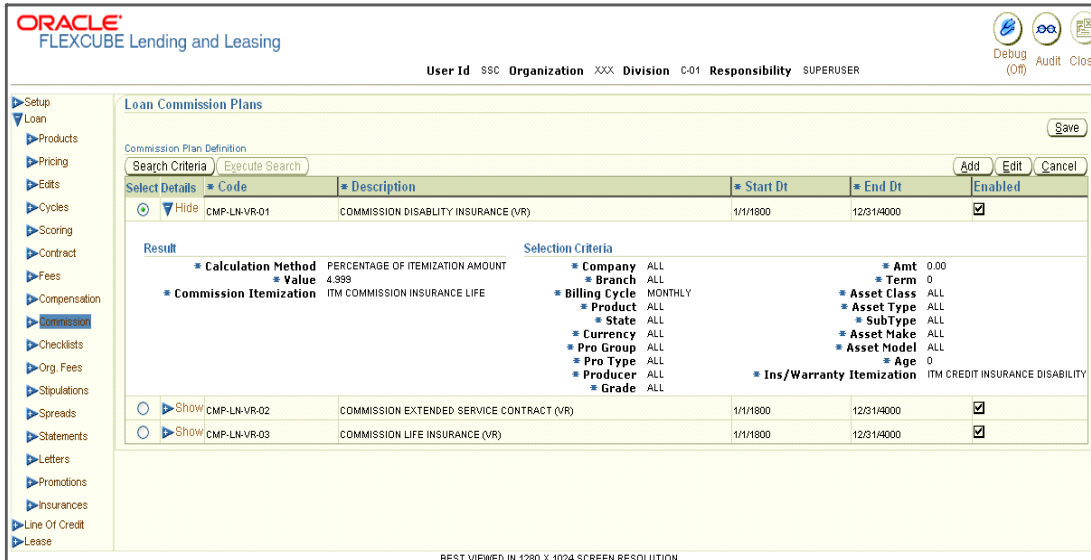 ORACLE®
FLEXCUBE Lending and Leasing
Debug (Off)
Audit
Clos
User Id SSC Organization XXX Division C-01 Responsibility SUPERUSER
Setup
Loan
Products
Pricing
Edits
Cycles
Scoring
Contract
Fees
Compensation
Commission
Checklists
Org. Fees
Stipulations
Spreads
Statements
Letters
Promotions
Insurances
Line Of Credit
Lease
Loan Commission Plans
Save
Commission Plan Definition
Search Criteria Execute Search Add Edit Cancel
Select Details * Code * Description * Start Dt * End Dt Enabled
Hide CMP-LN-VR-01 COMMISSION DISABLITY INSURANCE (VR) 1/1/1800 12/31/4000
Result
* Calculation Method PERCENTAGE OF ITEMIZATION AMOUNT
* Value 4.999
* Commission Itemization ITM COMMISSION INSURANCE LIFE
Selection Criteria
* Company ALL
* Branch ALL
* Billing Cycle MONTHLY
* Product ALL
* State ALL
* Currency ALL
* Pro Group ALL
* Pro Type ALL
* Producer ALL
* Grade ALL
* Amt 0.00
* Term 0
* Asset Class ALL
* Asset Type ALL
* SubType ALL
* Asset Make ALL
* Asset Model ALL
* Age 0
* Ins/Warranty Itemization ITM CREDIT INSURANCE DISABILITY
Show CMP-LN-VR-02 COMMISSION EXTENDED SERVICE CONTRACT (VR) 1/1/1800 12/31/4000
Show CMP-LN-VR-03 COMMISSION LIFE INSURANCE (VR) 1/1/1800 12/31/4000
BEST VIEWED IN 1280 X 1024 SCREEN RESOLUTION